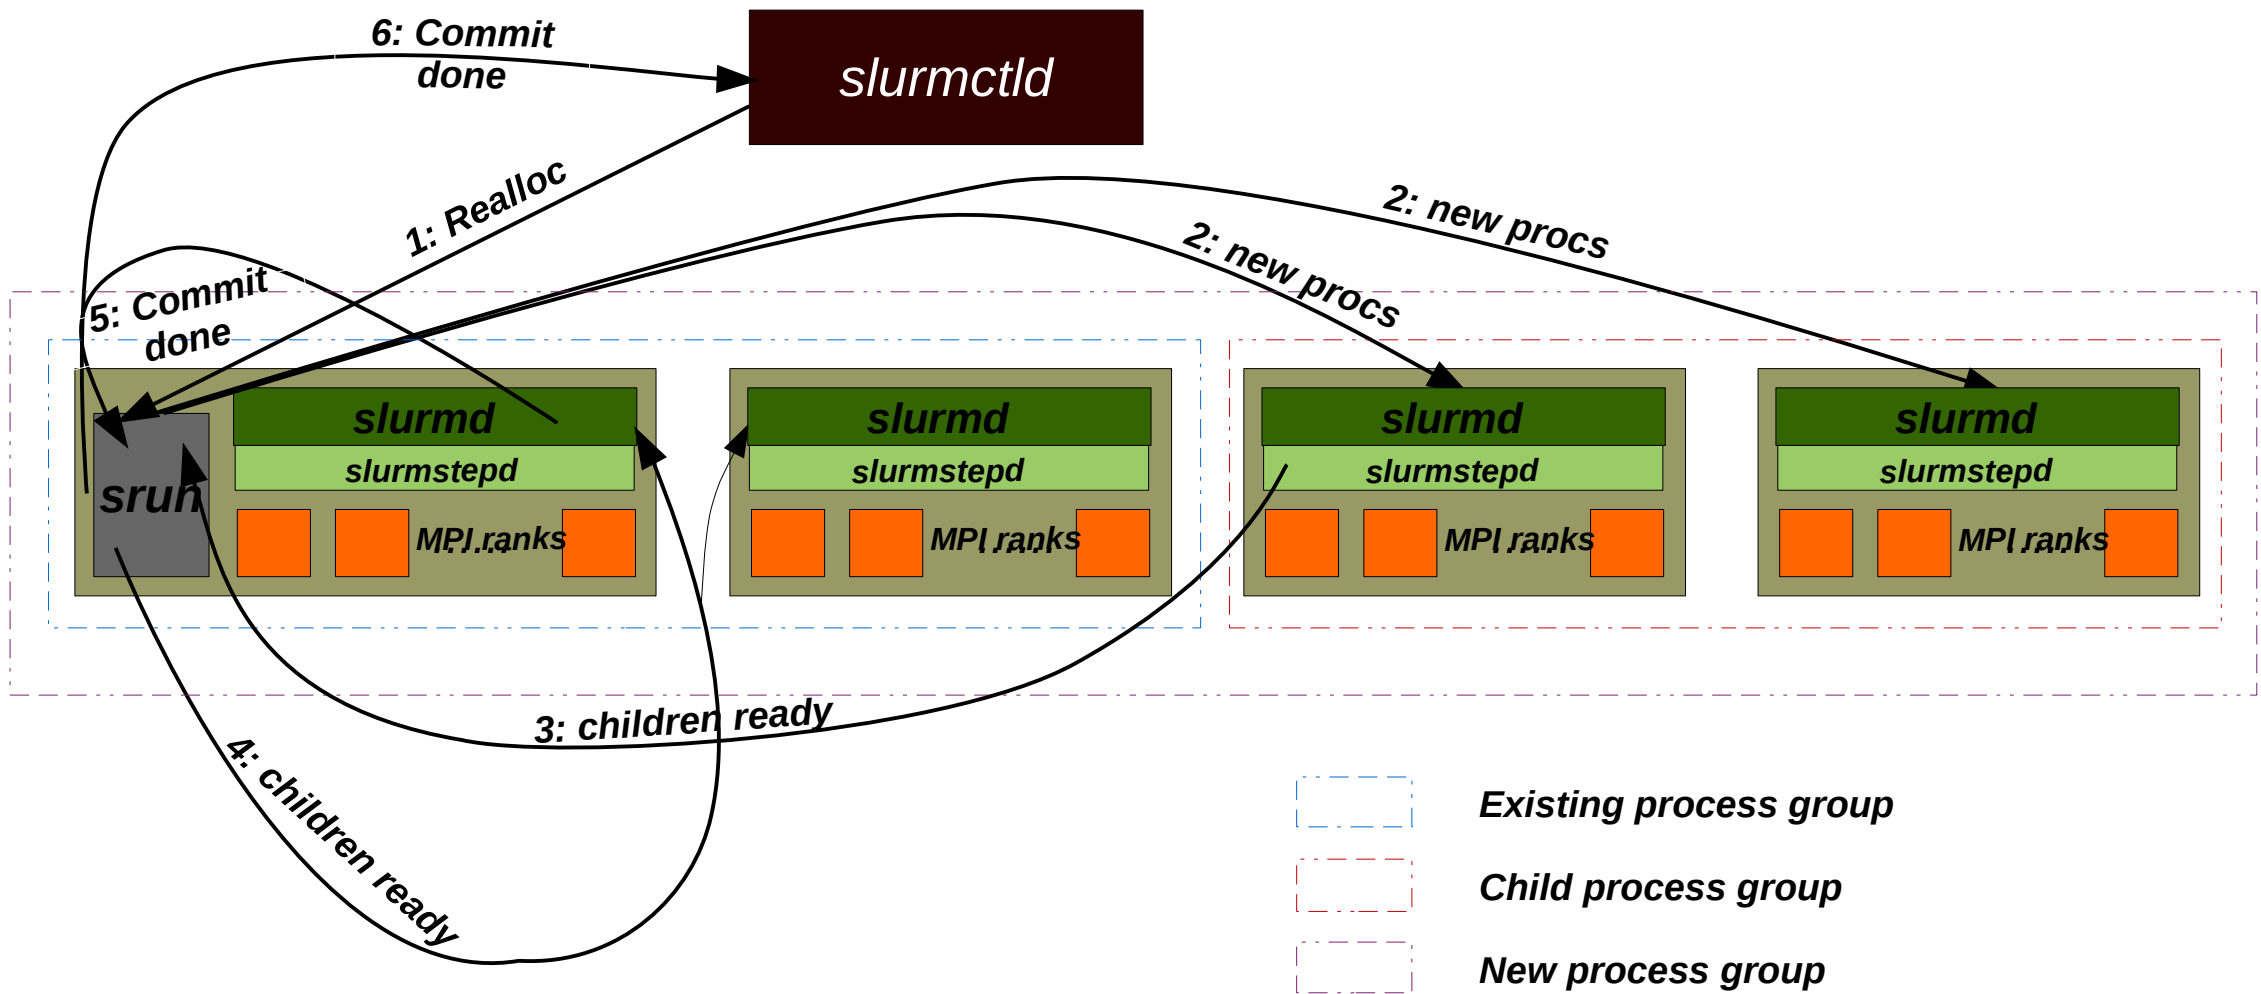 6: Commit
done
slurmctld
1: Realloc
2: new procs
2: new procs
5: Commit
done
slurmd
slurmd
slurmd
slurmd
slurmstepd
slurmstepd
slurmstepd
slurmstepd
srun
MPI ranks
......
MPI ranks
......
MPI ranks
......
MPI ranks
......
3: children ready
4: children ready
Existing process group
Child process group
New process group